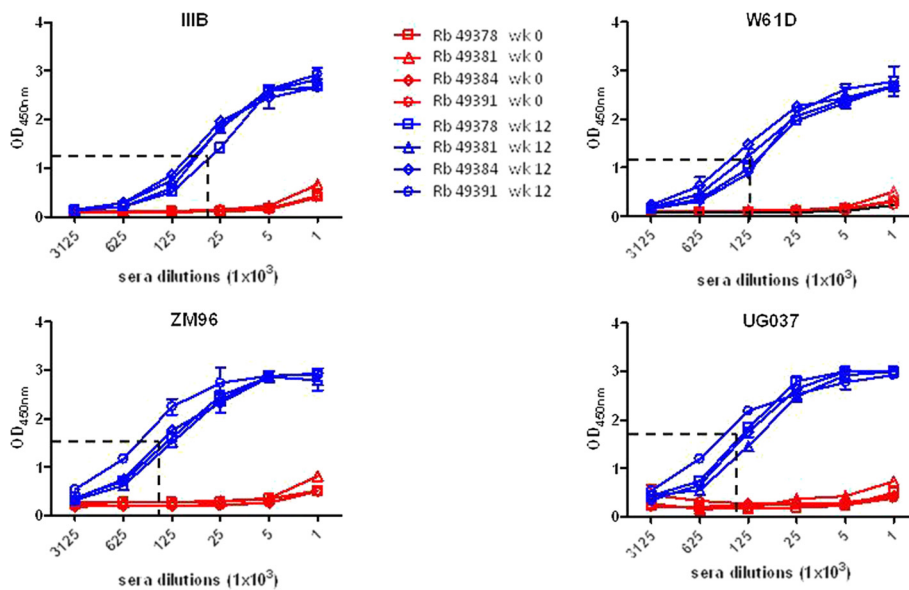 IIIB
4
3
2
1
0
OD450nm
3125
625
125
25
5
1
sera dilutions (1x10³)
Rb 49378 wk 0
Rb 49381 wk 0
Rb 49384 wk 0
Rb 49391 wk 0
Rb 49378 wk 12
Rb 49381 wk 12
Rb 49384 wk 12
Rb 49391 wk 12
W61D
4
3
2
1
0
OD450nm
3125
625
125
25
5
1
sera dilutions (1x10³)
ZM96
4
3
2
1
0
OD450nm
3125
625
125
25
5
1
sera dilutions (1x10³)
UG037
4
3
2
1
0
OD450nm
3125
625
125
25
5
1
sera dilutions (1x10³)